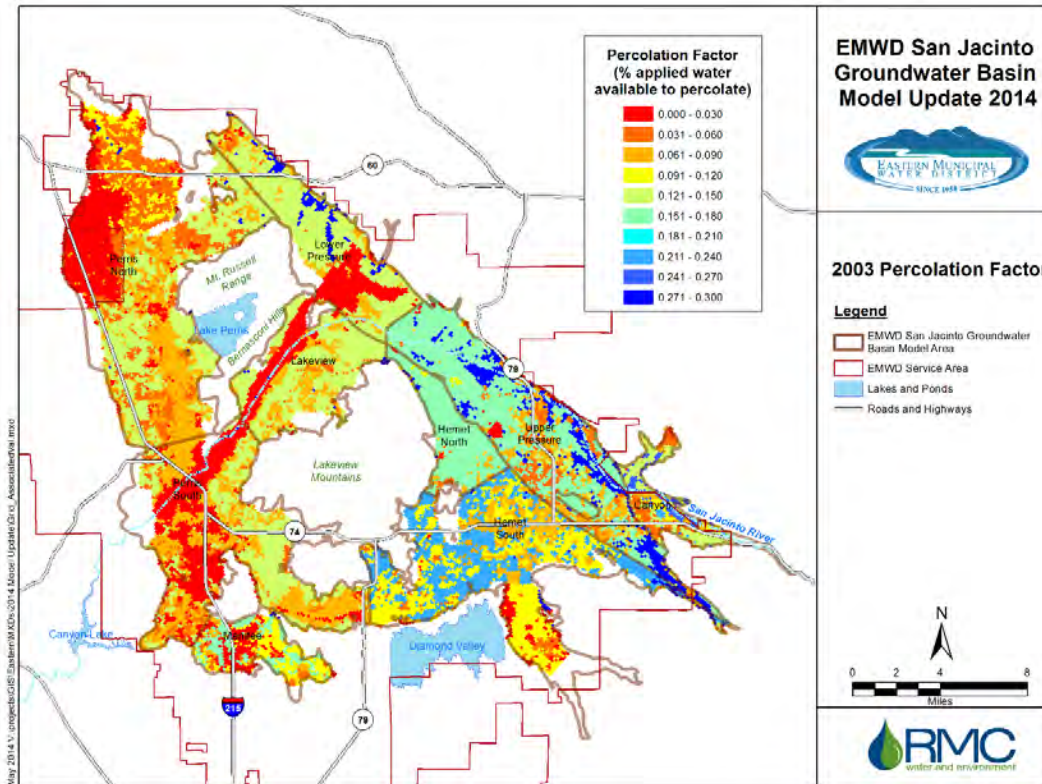 Percolation Factor
(% applied water
available to percolate)
0.000 - 0.030
0.031 - 0.060
0.061 - 0.090
0.091 - 0.120
0.121 - 0.150
0.151 - 0.180
0.181 - 0.210
0.211 - 0.240
0.241 - 0.270
0.271 - 0.300
60
Perris
North
Mt. Russell
Range
Lower
Pressure
Lake Perris
Bernasconi Hills
Lakeview
79
Hemet
North
Upper
Pressure
Lakeview
Mountains
Perris
South
Canyon
San Jacinto
River
74
Hemet
South
Canyon Lake
Menifee
Diamond Valley
215
79
EMWD San Jacinto
Groundwater Basin
Model Update 2014
EASTERN MUNICIPAL
WATER DISTRICT
SINCE 1950
2003 Percolation Factor
Legend
EMWD San Jacinto Groundwater
Basin Model Area
EMWD Service Area
Lakes and Ponds
Roads and Highways
N
0 2 4 8
Miles
RMC
water and environment